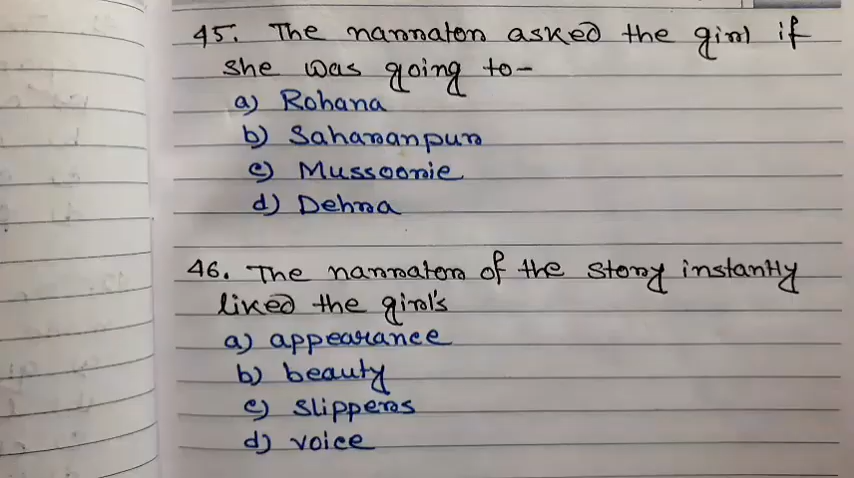 45. The narrator asked the girl if
she was going to-
a) Rohana
b) Saharanpur
c) Mussoorie
d) Dehra
46. The narrator of the story instantly
liked the girl's
a) appearance
b) beauty
c) slippers
d) voice